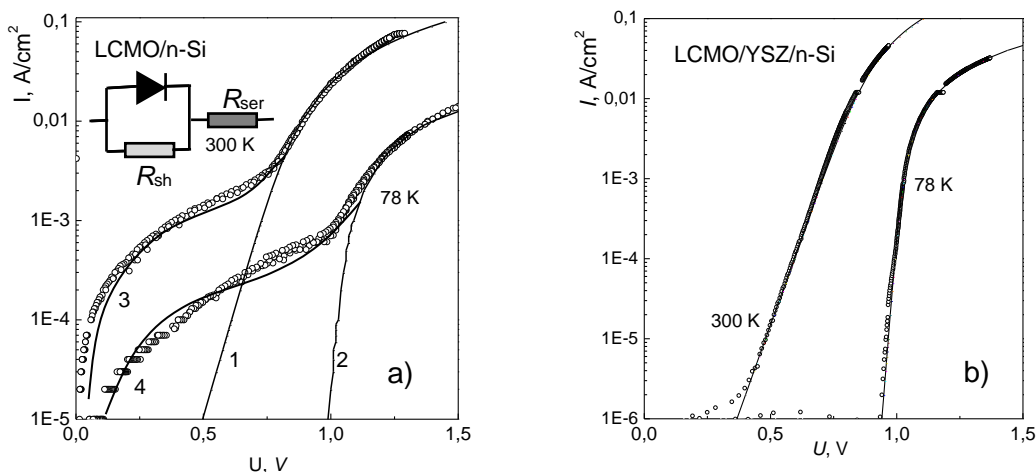 0,1
LCMO/n-Si
R_ser
300 K
R_sh
I, A/cm²
0,01
1E-3
1E-4
1E-5
78 K
3
4
1
2
a)
0,0
0,5
1,0
1,5
U, V
b)
0,1
LCMO/YSZ/n-Si
I, A/cm²
0,01
1E-3
1E-4
1E-5
1E-6
78 K
300 K
b)
0,0
0,5
1,0
1,5
U, V